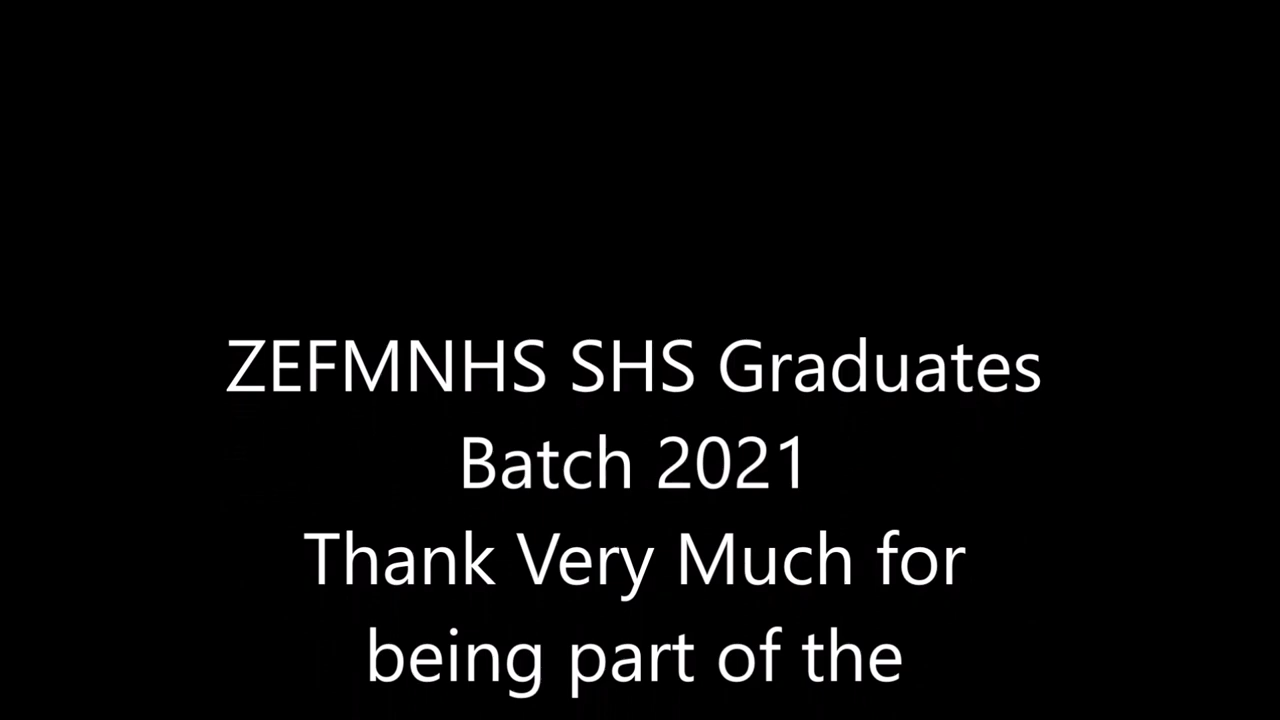 ZEFMNHS SHS Graduates
Batch 2021
Thank Very Much for
being part of the